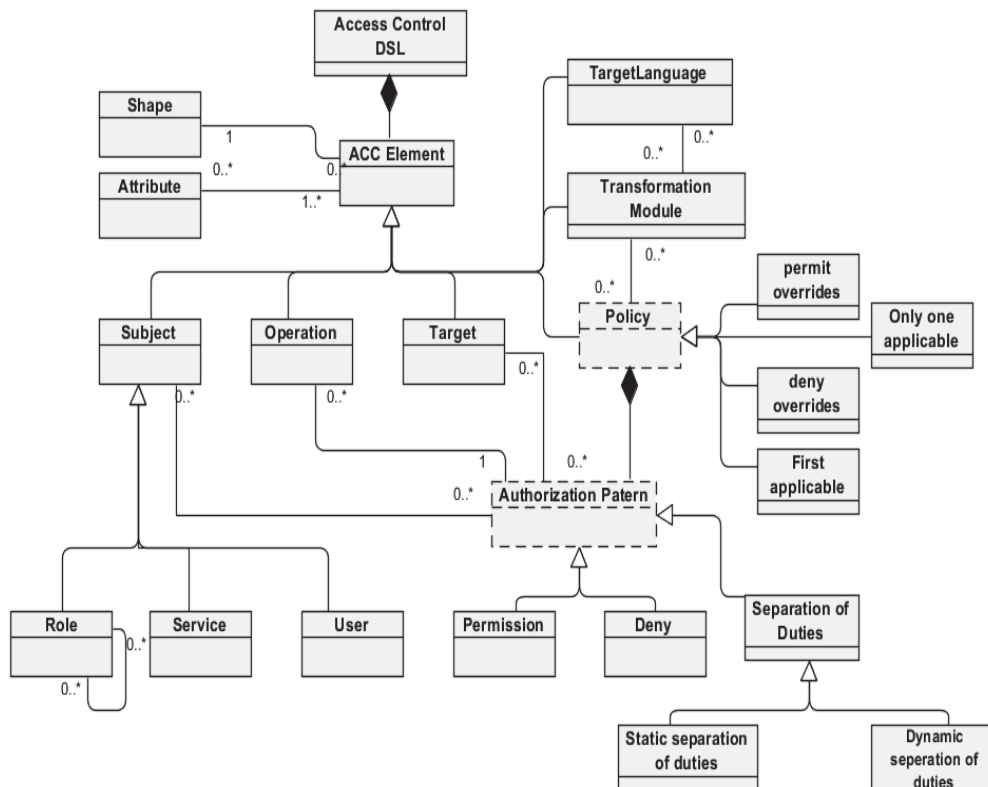 Access Control
DSL
TargetLanguage
Shape
1
0..*
ACC Element
0..*
Attribute
1..*
0..*
0..*
Transformation
Module
0..*
0..*
permit
overrides
Only one
applicable
Subject
0..*
Operation
0..*
Target
0..*
Policy
deny
overrides
First
applicable
1
0..*
0..*
Authorization Patern
Role
0..*
0..*
Service
User
Permission
Deny
Separation of
Duties
Static separation
of duties
Dynamic
seperation of
duties